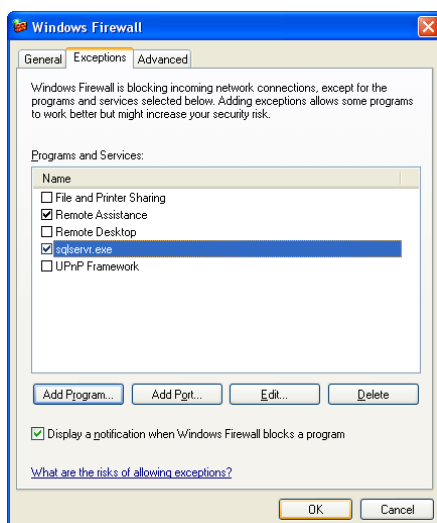 Windows Firewall
General Exceptions Advanced
Windows Firewall is blocking incoming network connections, except for the
programs and services selected below. Adding exceptions allows some programs
to work better but might increase your security risk.
Programs and Services:
Name
File and Printer Sharing
Remote Assistance
Remote Desktop
sqlservr.exe
UPnP Framework
Add Program... Add Port... Edit... Delete
Display a notification when Windows Firewall blocks a program
What are the risks of allowing exceptions?
OK Cancel